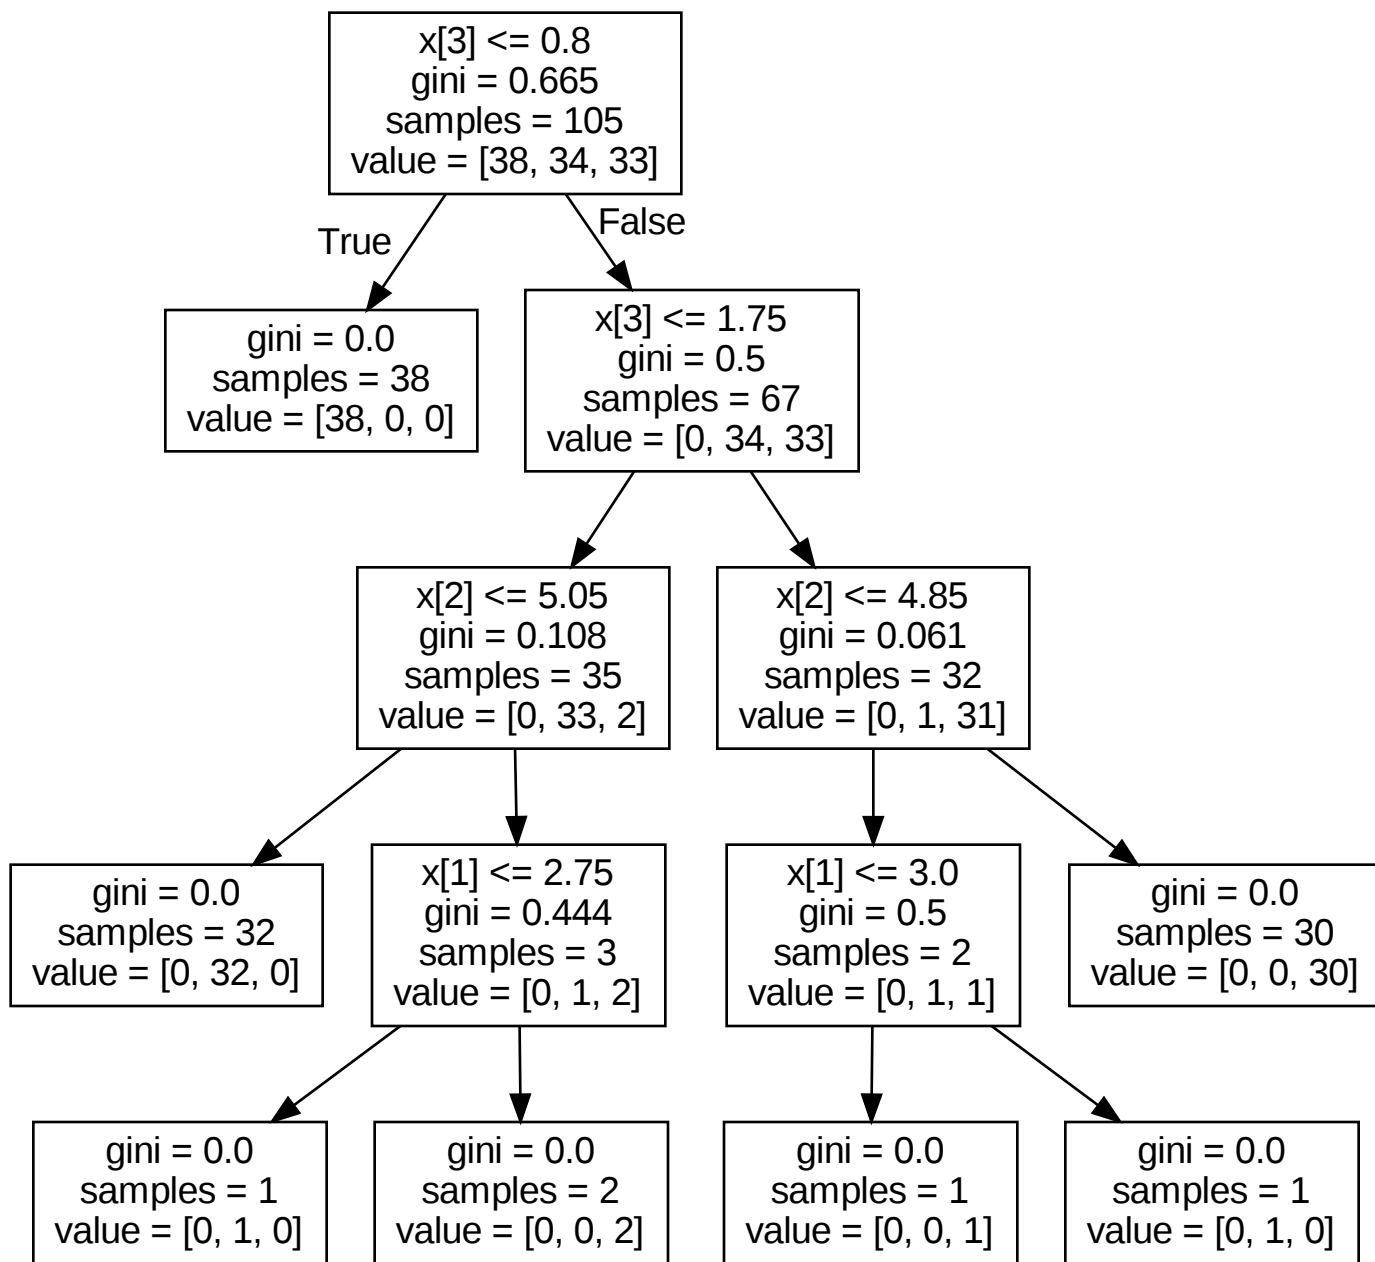 x[3] <= 0.8
gini = 0.665
samples = 105
value = [38, 34, 33]
True
False
gini = 0.0
samples = 38
value = [38, 0, 0]
x[3] <= 1.75
gini = 0.5
samples = 67
value = [0, 34, 33]
x[2] <= 5.05
gini = 0.108
samples = 35
value = [0, 33, 2]
x[2] <= 4.85
gini = 0.061
samples = 32
value = [0, 1, 31]
gini = 0.0
samples = 32
value = [0, 32, 0]
x[1] <= 2.75
gini = 0.444
samples = 3
value = [0, 1, 2]
x[1] <= 3.0
gini = 0.5
samples = 2
value = [0, 1, 1]
gini = 0.0
samples = 30
value = [0, 0, 30]
gini = 0.0
samples = 1
value = [0, 1, 0]
gini = 0.0
samples = 2
value = [0, 0, 2]
gini = 0.0
samples = 1
value = [0, 0, 1]
gini = 0.0
samples = 1
value = [0, 1, 0]